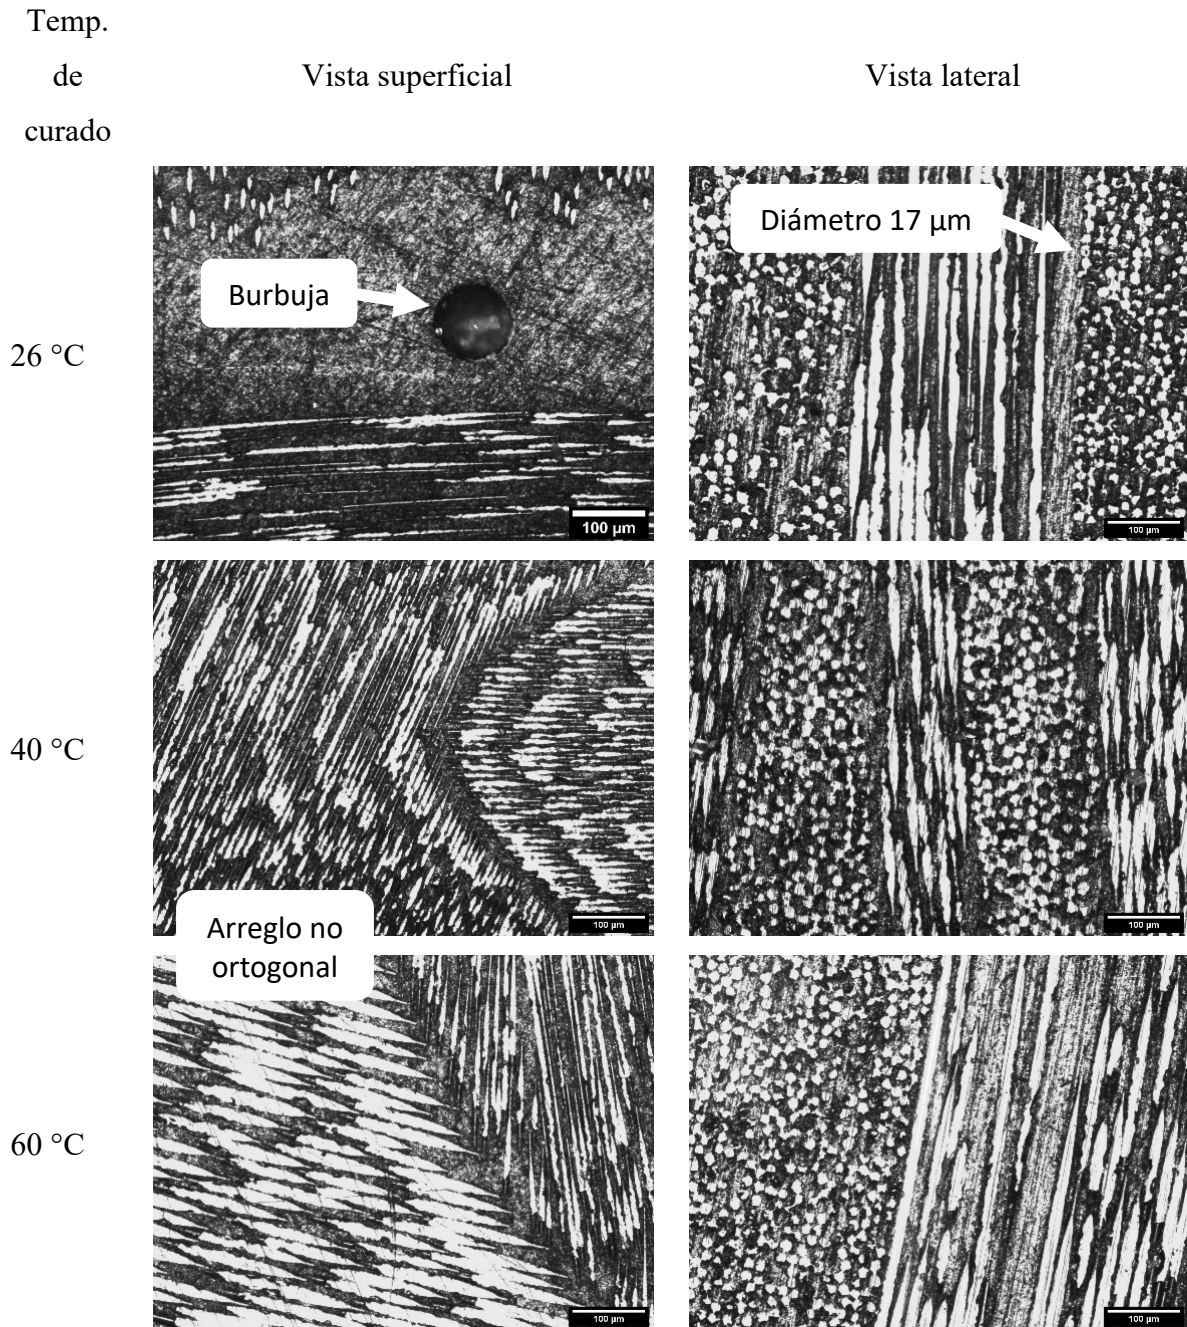 Temp.
de
curado
Vista superficial
Vista lateral
26 °C
Burbuja
100 µm
Diámetro 17 µm
100 µm
40 °C
100 µm
100 µm
Arreglo no
ortogonal
60 °C
100 µm
100 µm